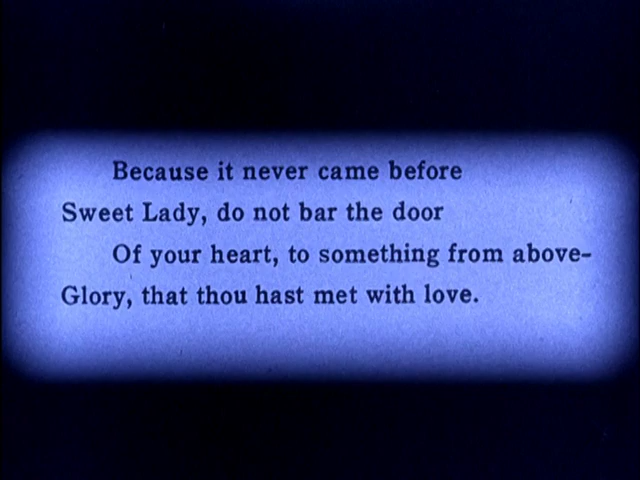 Because it never came before
Sweet Lady, do not bar the door
Of your heart, to something from above–
Glory, that thou hast met with love.